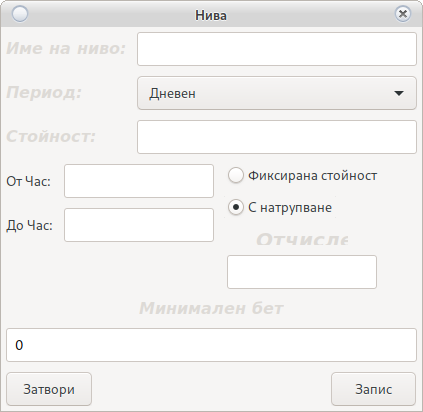 Нива
Име на ниво:
Период: Дневен
Стойност:
От Час:
Фиксирана стойност
С натрупване
До Час:
Отчисле
Минимален бет
0
Затвори Запис